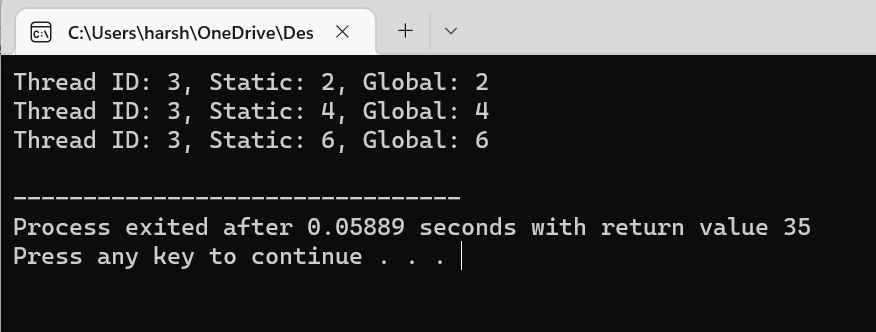 C:\Users\harsh\OneDrive\Des
Thread ID: 3, Static: 2, Global: 2
Thread ID: 3, Static: 4, Global: 4
Thread ID: 3, Static: 6, Global: 6
--------------------------------
Process exited after 0.05889 seconds with return value 35
Press any key to continue . . .